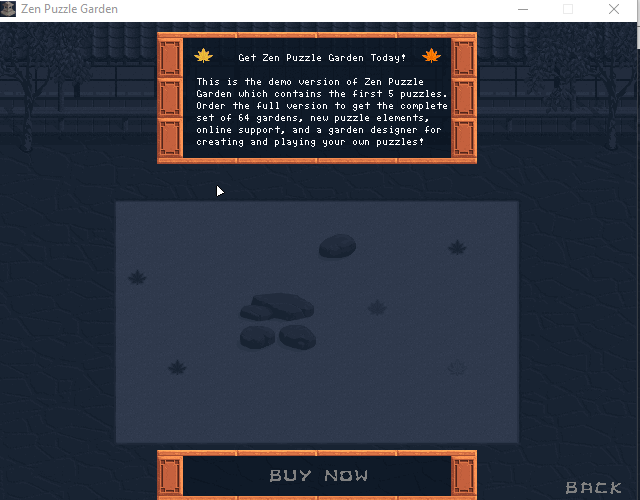 Zen Puzzle Garden
Get Zen Puzzle Garden Today!
This is the demo version of Zen Puzzle
Garden which contains the first 5 puzzles.
Order the full version to get the complete
set of 64 gardens, new puzzle elements,
online support, and a garden designer for
creating and playing your own puzzles!
BUY NOW
BACK